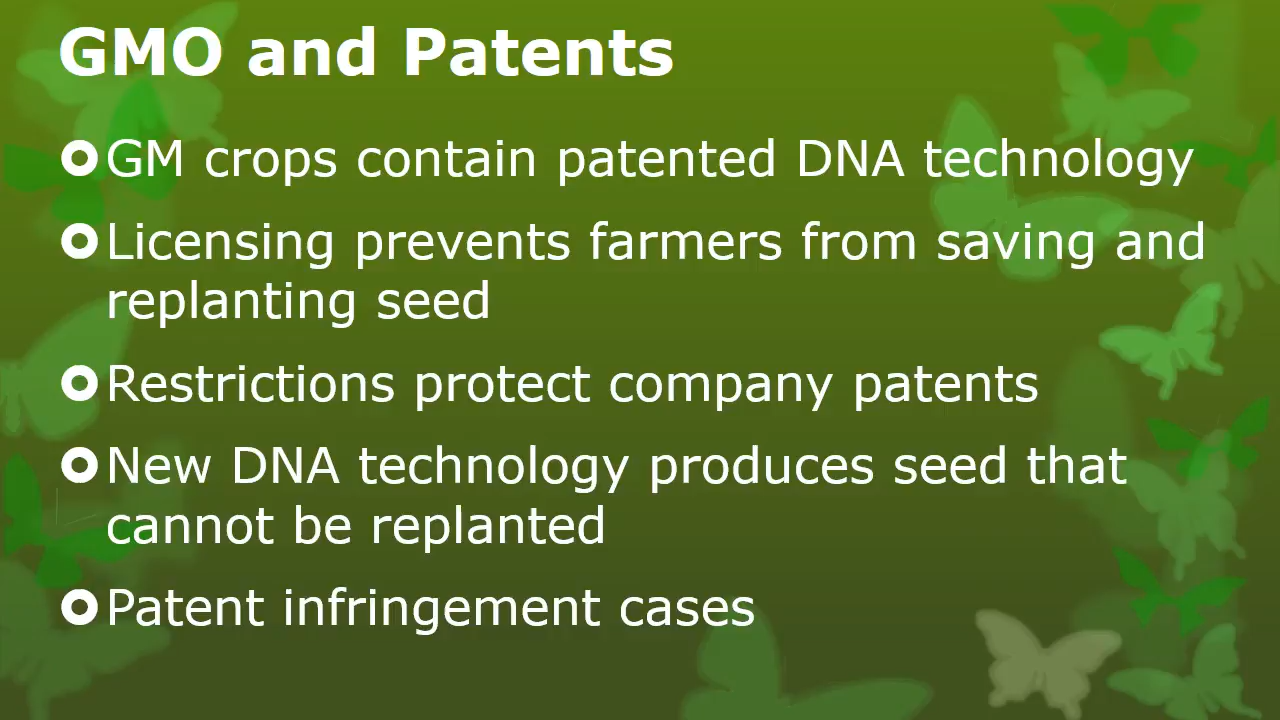 GMO and Patents
GM crops contain patented DNA technology
Licensing prevents farmers from saving and
replanting seed
Restrictions protect company patents
New DNA technology produces seed that
cannot be replanted
Patent infringement cases